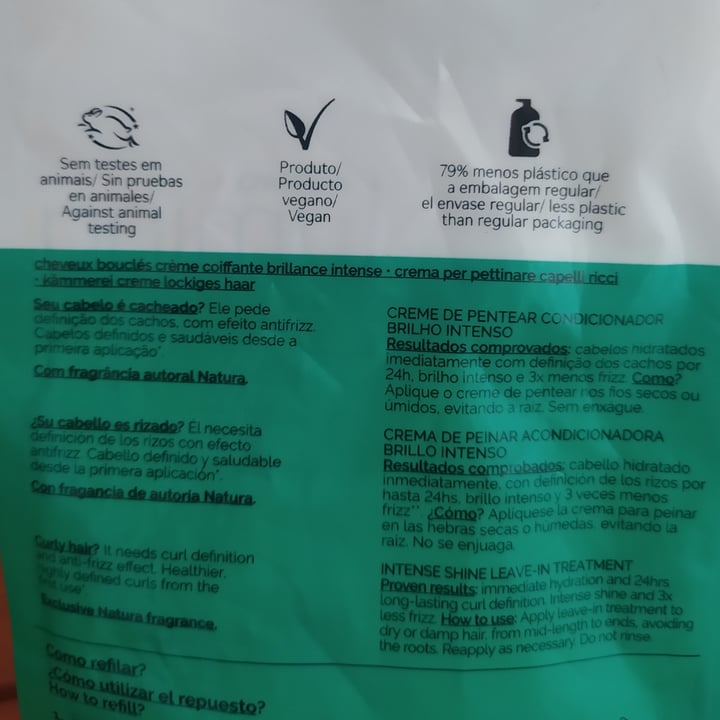 Sem testes em
animais/ Sin pruebas
en animales/
Against animal
testing
Produto/
Producto
vegano/
Vegan
79% menos plástico que
a embalagem regular/
el envase regular/ less plastic
than regular packaging
cheveux bouclés crème coiffante brillance intense · crema per pettinare capelli ricci
· kämmerei creme lockiges haar
Seu cabelo é cacheado? Ele pede
definição dos cachos, com efeito antifrizz.
Cabelos definidos e saudáveis desde a
primeira aplicação*.
Com fragrância autoral Natura.
¿Su cabello es rizado? Él necesita
definición de los rizos con efecto
antifrizz. Cabello definido y saludable
desde la primera aplicación*.
Con fragancia de autoría Natura.
Curly hair? It needs curl definition
and anti-frizz effect. Healthier,
highly defined curls from the
first use*.
Exclusive Natura fragrance.
CREME DE PENTEAR CONDICIONADOR
BRILHO INTENSO
Resultados comprovados: cabelos hidratados
imediatamente com definição dos cachos por
24h, brilho intenso e 3x menos frizz. Como?
Aplique o creme de pentear nos fios secos ou
úmidos, evitando a raiz. Sem enxágue.
CREMA DE PEINAR ACONDICIONADORA
BRILLO INTENSO
Resultados comprobados: cabello hidratado
inmediatamente, con definición de los rizos por
hasta 24hs, brillo intenso y 3 veces menos
frizz**. ¿Cómo? Aplíquese la crema para peinar
en las hebras secas o húmedas, evitando la
raíz. No se enjuaga.
INTENSE SHINE LEAVE-IN TREATMENT
Proven results: immediate hydration and 24hrs
long-lasting curl definition. Intense shine and 3x
less frizz. How to use: Apply leave-in treatment to
dry or damp hair, from mid-length to ends, avoiding
the roots. Reapply as necessary. Do not rinse.
Como refilar?
¿Cómo utilizar el repuesto?
How to refill?